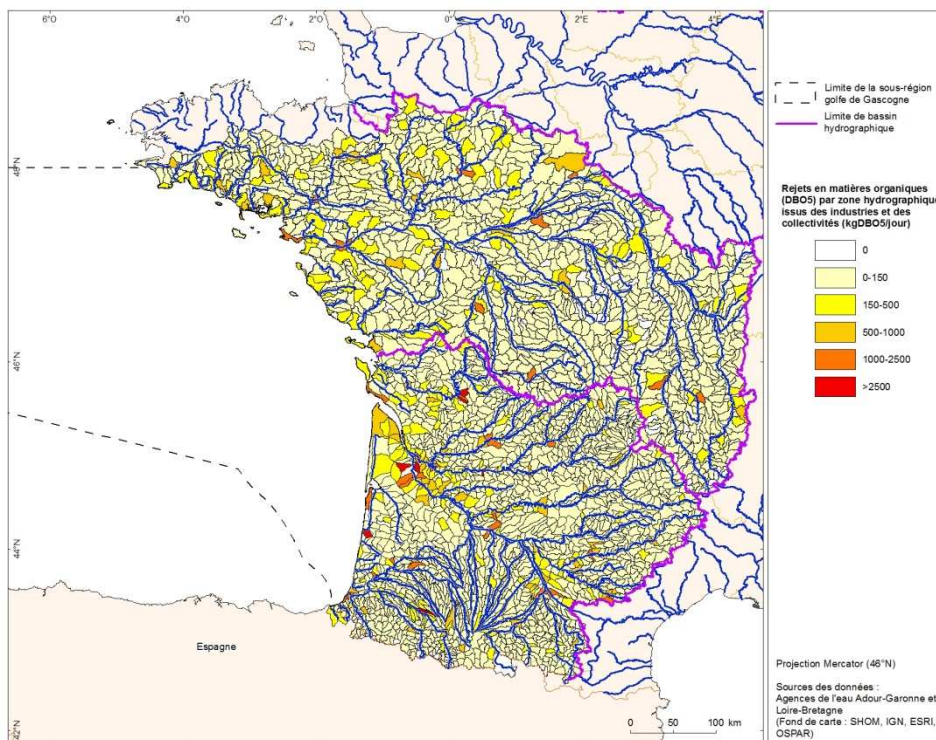 6°0
4°0
2°0
0°
2°E
4°E
48°N
46°N
44°N
42°N
Espagne
0 50 100 km
Limite de la sous-région
golfe de Gascogne
Limite de bassin
hydrographique
Rejets en matières organiques
(DBO5) par zone hydrographique
issus des industries et des
collectivités (kgDBO5/jour)
0
0-150
150-500
500-1000
1000-2500
>2500
Projection Mercator (46°N)
Sources des données :
Agences de l'eau Adour-Garonne et
Loire-Bretagne
(Fond de carte : SHOM, IGN, ESRI,
OSPAR)